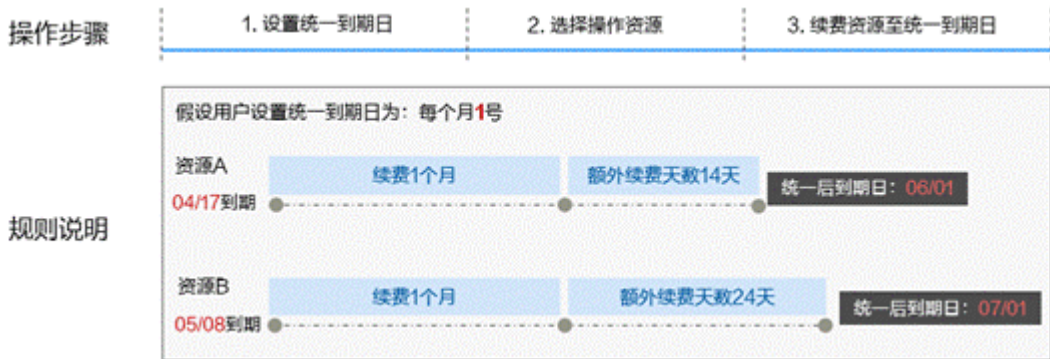 操作步骤
1. 设置统一到期日
2. 选择操作资源
3. 续费资源至统一到期日
规则说明
假设用户设置统一到期日为：每个月1号
资源A
续费1个月
额外续费天数14天
04/17到期
统一后到期日：06/01
资源B
续费1个月
额外续费天数24天
05/08到期
统一后到期日：07/01